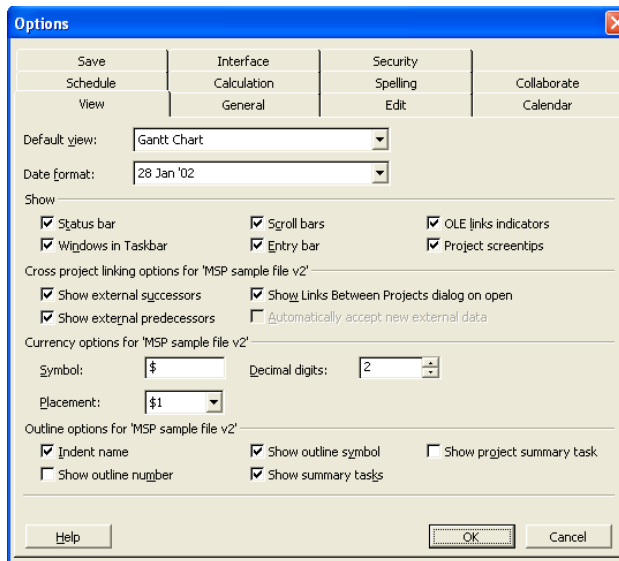 Options
Save Interface Security
Schedule Calculation Spelling Collaborate
View General Edit Calendar
Default view: Gantt Chart
Date format: 28 Jan '02
Show
Status bar Scroll bars OLE links indicators
Windows in Taskbar Entry bar Project screentips
Cross project linking options for 'MSP sample file v2'
Show external successors Show Links Between Projects dialog on open
Show external predecessors Automatically accept new external data
Currency options for 'MSP sample file v2'
Symbol: $ Decimal digits: 2
Placement: $1
Outline options for 'MSP sample file v2'
Indent name Show outline symbol Show project summary task
Show outline number Show summary tasks
Help OK Cancel